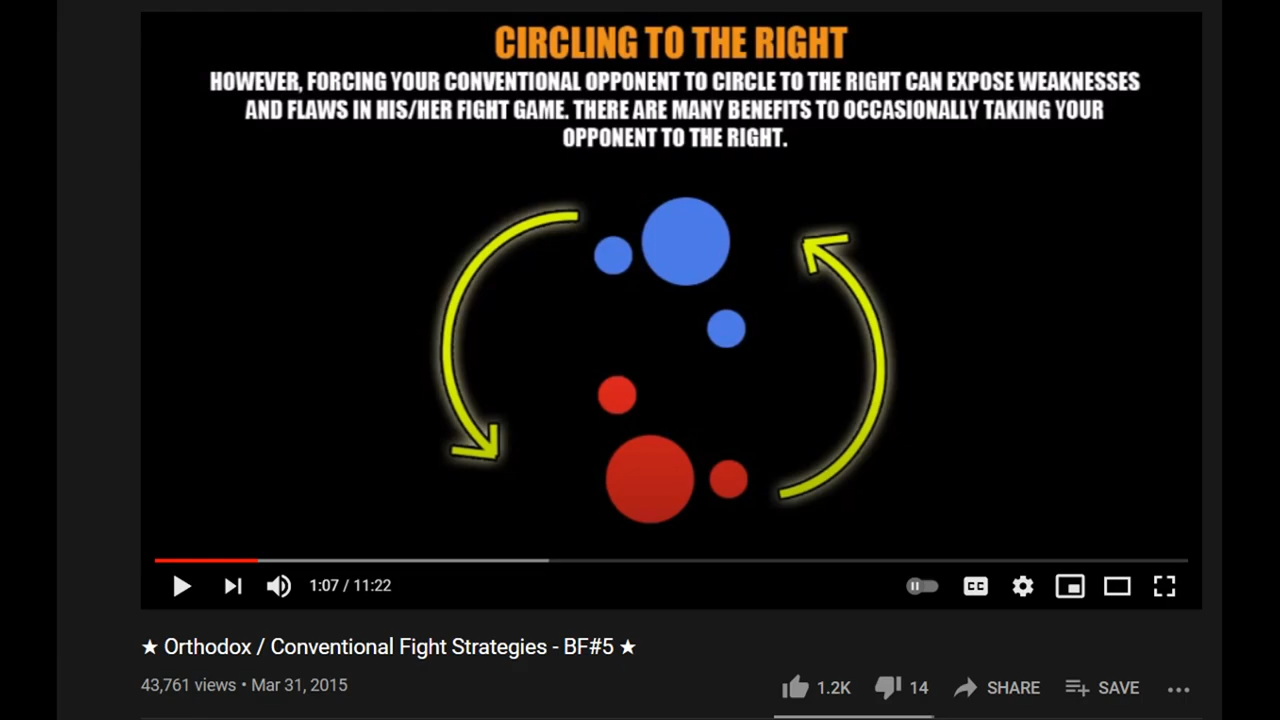 CIRCLING TO THE RIGHT
HOWEVER, FORCING YOUR CONVENTIONAL OPPONENT TO CIRCLE TO THE RIGHT CAN EXPOSE WEAKNESSES
AND FLAWS IN HIS/HER FIGHT GAME. THERE ARE MANY BENEFITS TO OCCASIONALLY TAKING YOUR
OPPONENT TO THE RIGHT.
1:07 / 11:22
CC
★ Orthodox / Conventional Fight Strategies - BF#5 ★
43,761 views • Mar 31, 2015
1.2K 14 SHARE SAVE